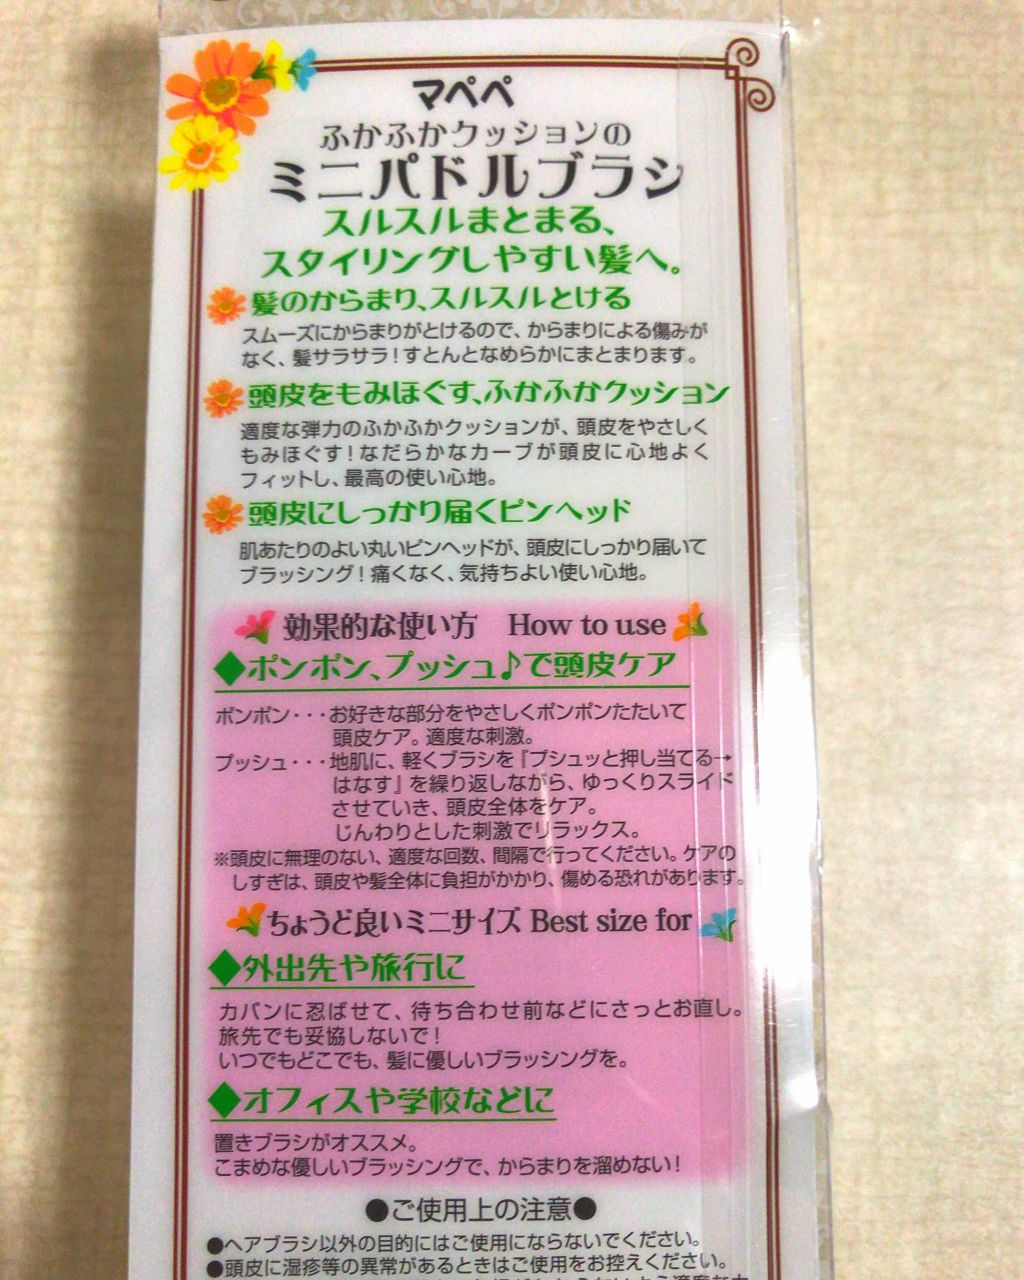 マペペ
ふかふかクッションの
ミニパドルブラシ
スルスルまとまる、
スタイリングしやすい髪へ。
髪のからまり、スルスルとける
スムーズにからまりがとけるので、からまりによる傷みが
なく、髪サラサラ！すとんとなめらかにまとまります。
頭皮をもみほぐす、ふかふかクッション
適度な弾力のふかふかクッションが、頭皮をやさしく
もみほぐす！なだらかなカーブが頭皮に心地よく
フィットし、最高の使い心地。
頭皮にしっかり届くピンヘッド
肌あたりのよい丸いピンヘッドが、頭皮にしっかり届いて
ブラッシング！痛くなく、気持ちよい使い心地。
効果的な使い方 How to use
◆ポンポン、プッシュ♪で頭皮ケア
ポンポン・・・お好きな部分をやさしくポンポンたたいて
頭皮ケア。適度な刺激。
プッシュ・・・地肌に、軽くブラシを『プシュッと押し当てる→
はなす』を繰り返しながら、ゆっくりスライド
させていき、頭皮全体をケア。
じんわりとした刺激でリラックス。
※頭皮に無理のない、適度な回数、間隔で行ってください。ケアの
しすぎは、頭皮や髪全体に負担がかかり、傷める恐れがあります。
ちょうど良いミニサイズ Best size for
◆外出先や旅行に
カバンに忍ばせて、待ち合わせ前などにさっとお直し。
旅先でも妥協しないで！
いつでもどこでも、髪に優しいブラッシングを。
◆オフィスや学校などに
置きブラシがオススメ。
こまめな優しいブラッシングで、からまりを溜めない！
●ご使用上の注意●
●ヘアブラシ以外の目的にはご使用にならないでください。
●頭皮に湿疹等の異常があるときはご使用をお控えください。